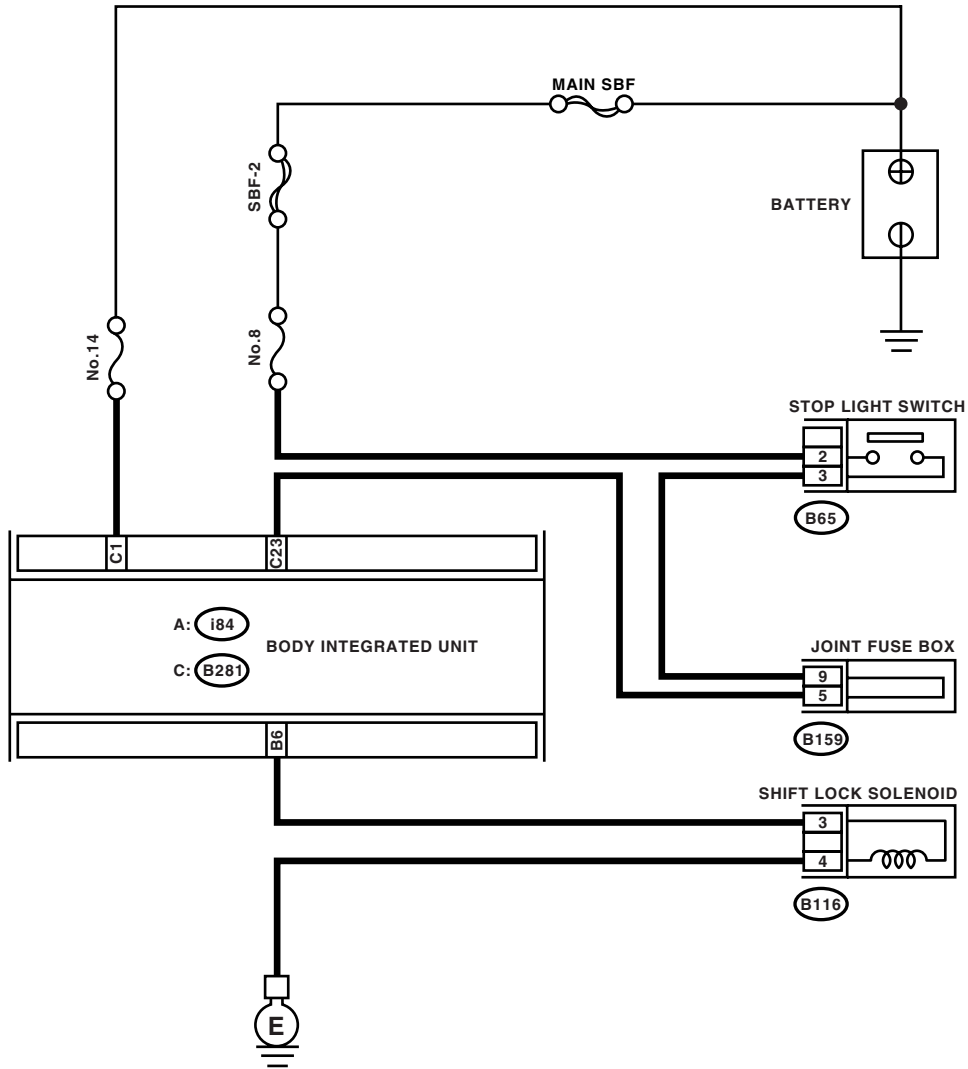 MAIN SBF
SBF-2
BATTERY
No.14
No.8
STOP LIGHT SWITCH
2
3
B65
C1
C23
A: i84
BODY INTEGRATED UNIT
C: B281
JOINT FUSE BOX
9
5
B159
B6
SHIFT LOCK SOLENOID
3
4
B116
E